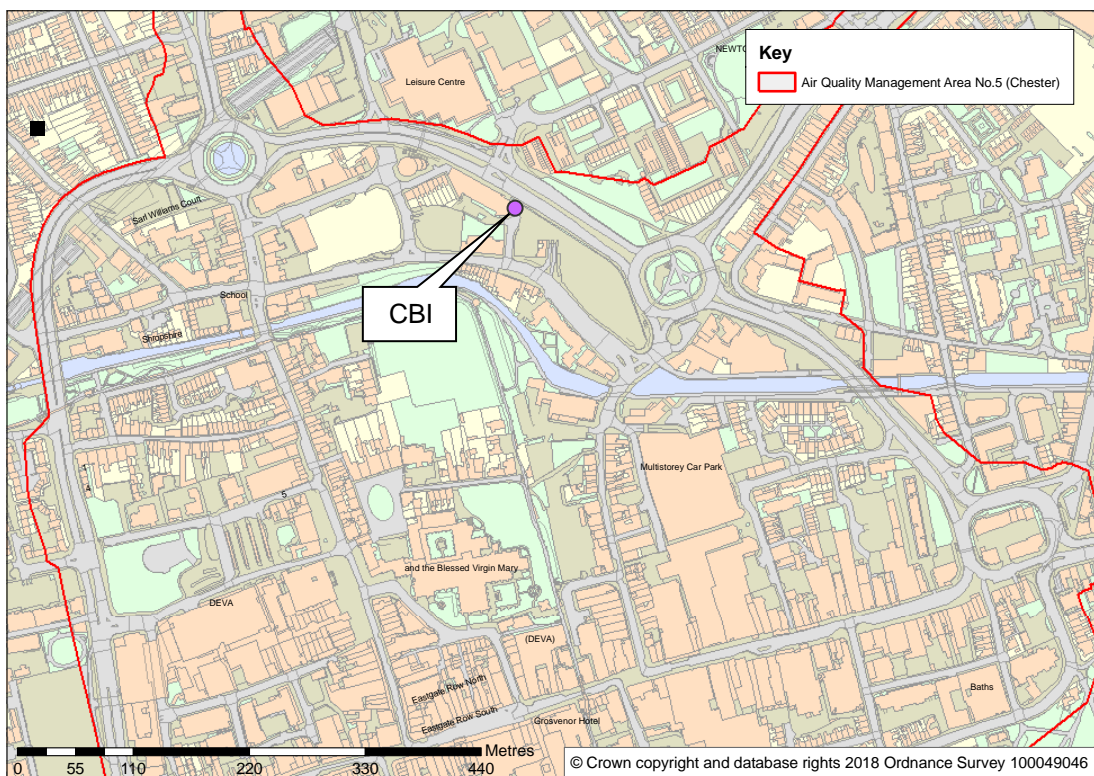 Key
Air Quality Management Area No.5 (Chester)
NEWTO
Leisure Centre
Sarl Williams Court
CBI
School
Shropshire
Multistorey Car Park
5
and the Blessed Virgin Mary
DEVA
(DEVA)
Eastgate Row North
Eastgate Row South
Baths
Grosvenor Hotel
Metres
0 55 110 220 330 440
© Crown copyright and database rights 2018 Ordnance Survey 100049046